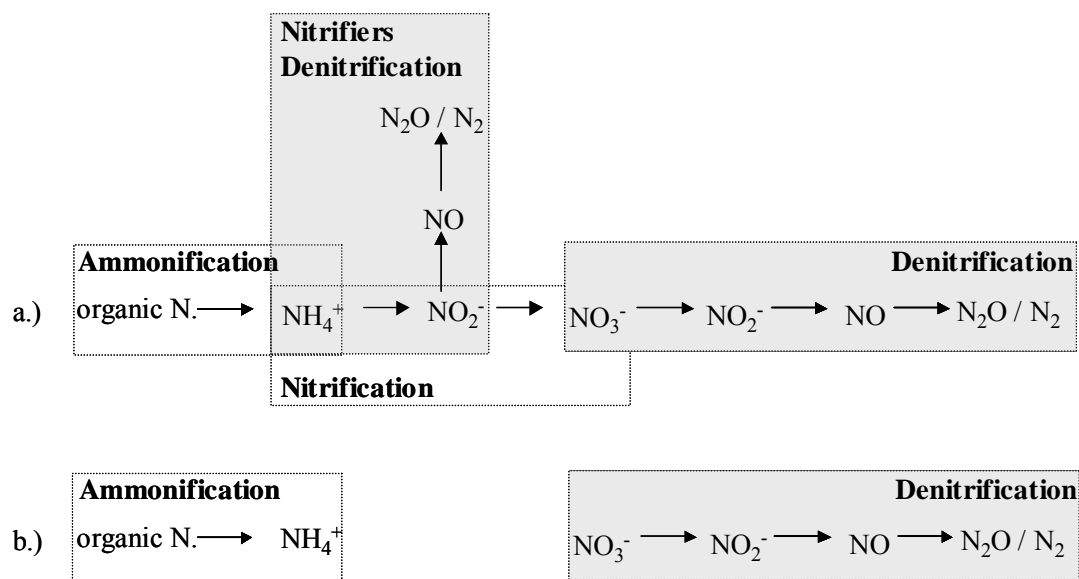 Nitrifiers
Denitrification
N₂O / N₂
NO
Ammonification
Denitrification
a.) organic N. NH₄⁺ NO₂⁻ NO₃⁻ NO₂⁻ NO N₂O / N₂
Nitrification
Ammonification
Denitrification
b.) organic N. NH₄⁺ NO₃⁻ NO₂⁻ NO N₂O / N₂